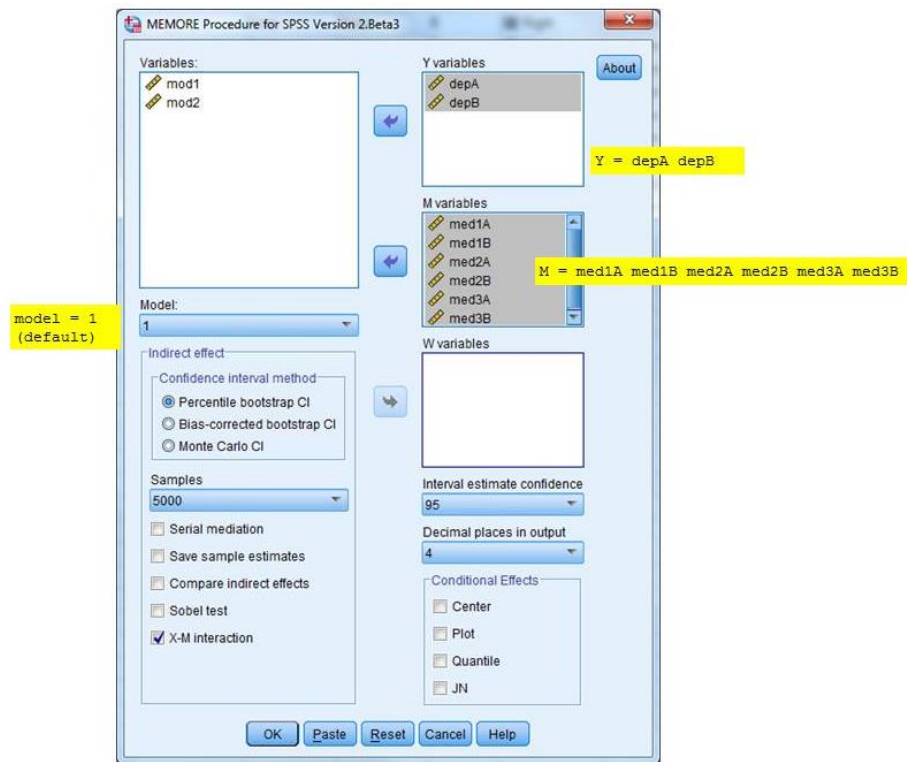 MEMORE Procedure for SPSS Version 2.Beta3
Variables:
mod1
mod2
Y variables
depA
depB
About
Y = depA depB
M variables
med1A
med1B
med2A
med2B
med3A
med3B
M = med1A med1B med2A med2B med3A med3B
model = 1
(default)
Model:
1
Indirect effect
Confidence interval method
Percentile bootstrap CI
Bias-corrected bootstrap CI
Monte Carlo CI
Samples
5000
Serial mediation
Save sample estimates
Compare indirect effects
Sobel test
X-M interaction
W variables
Interval estimate confidence
95
Decimal places in output
4
Conditional Effects
Center
Plot
Quantile
JN
OK
Paste
Reset
Cancel
Help